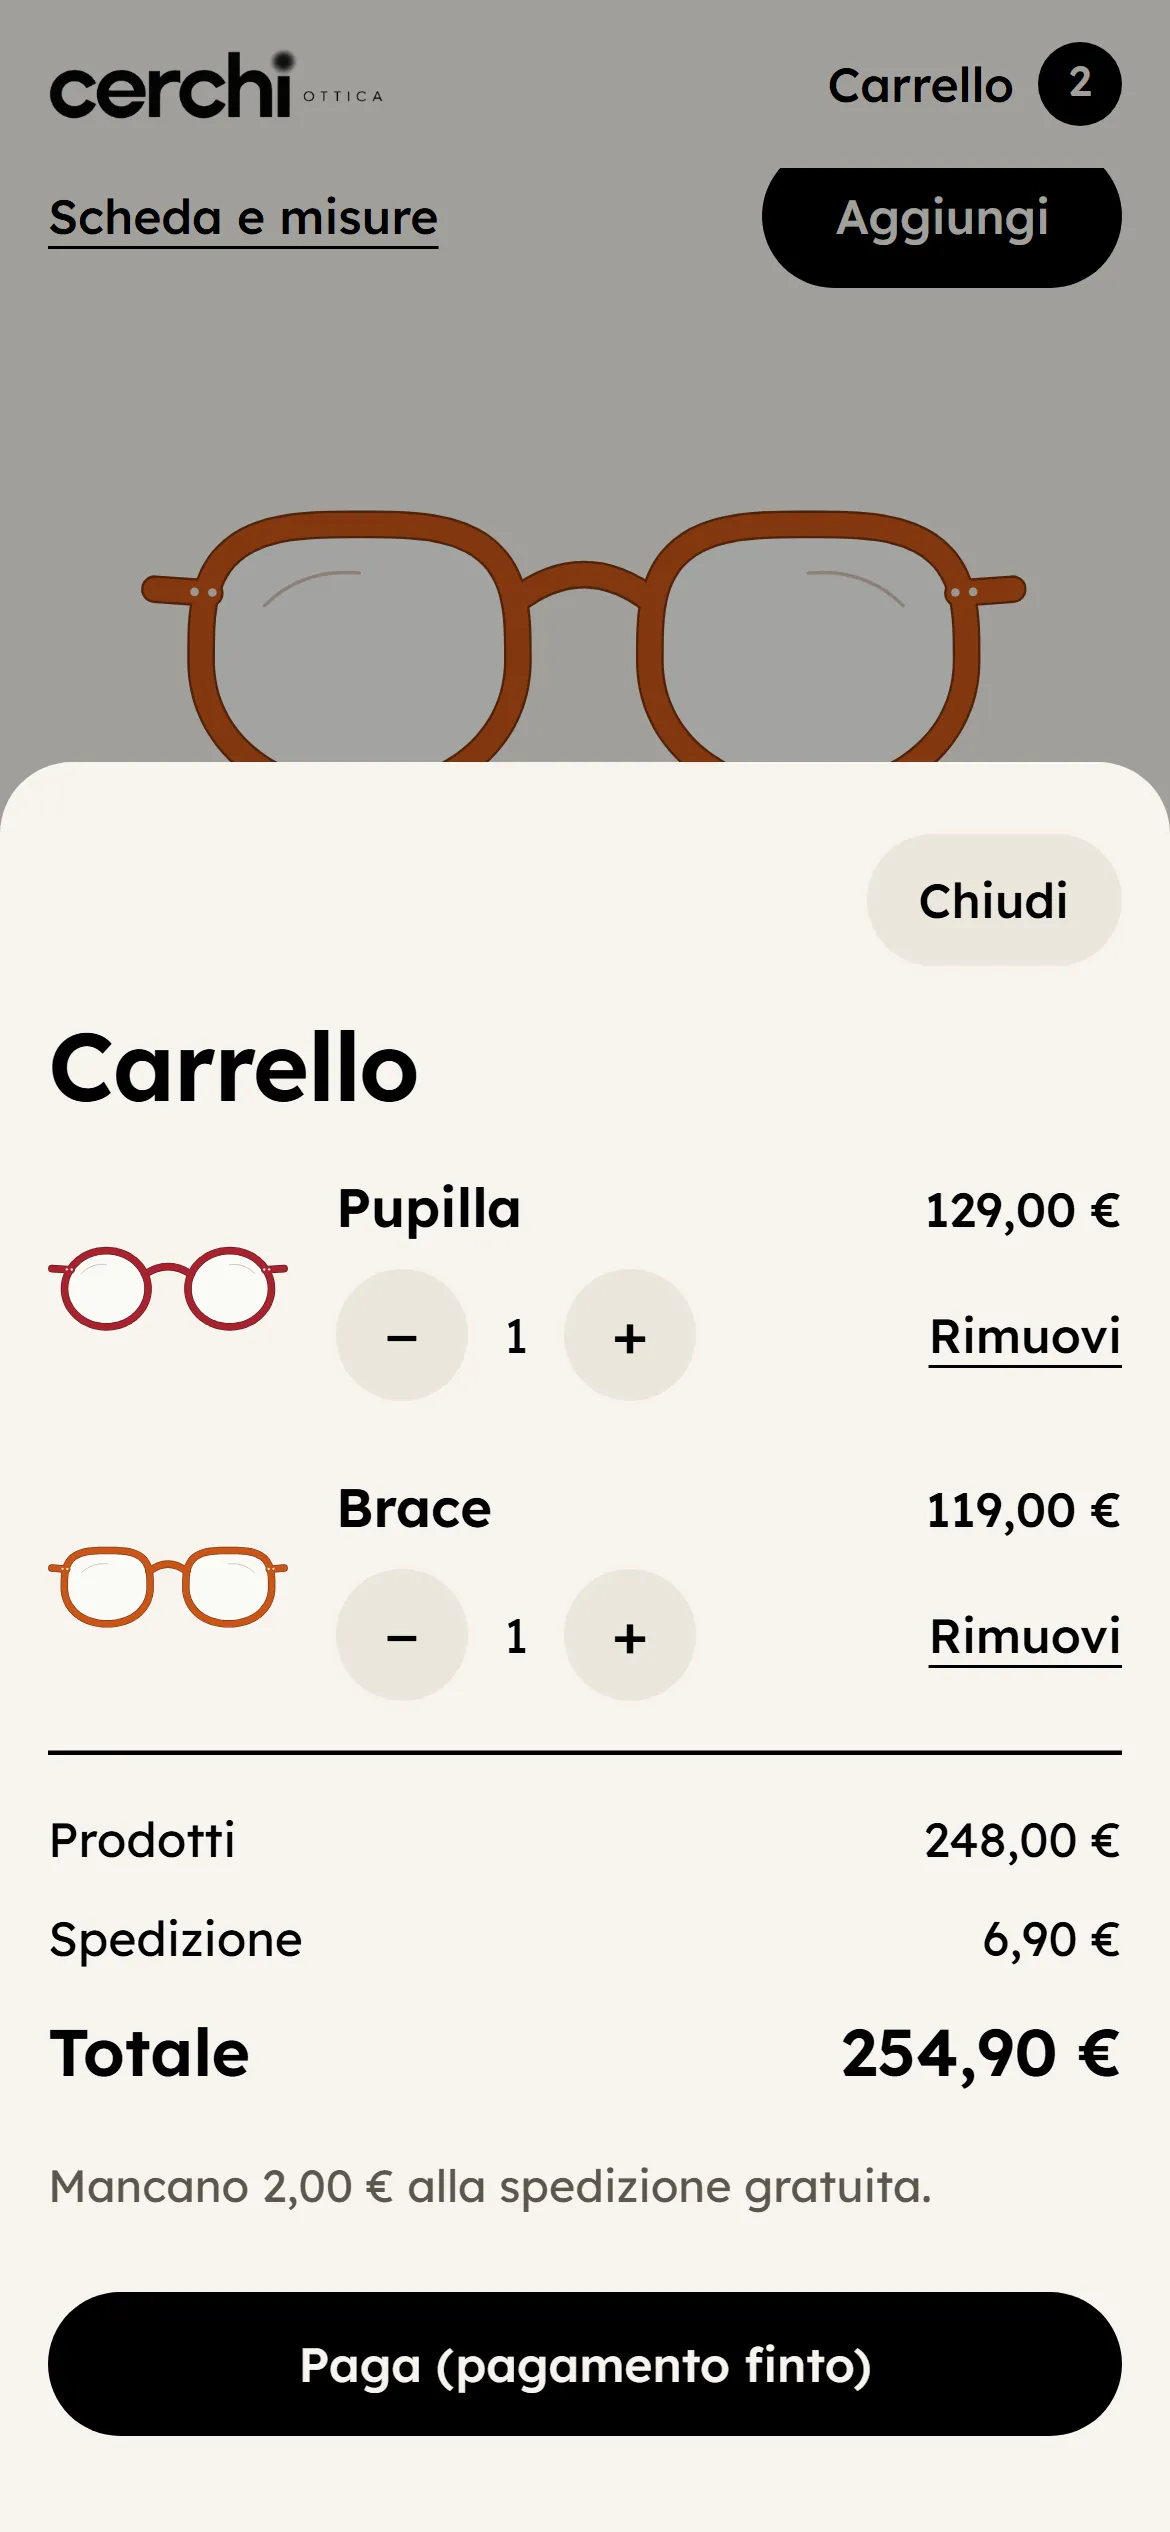 cerchi OTTICA
Carrello 2
Scheda e misure
Aggiungi
Chiudi
Carrello
Pupilla 129,00 €
− 1 + Rimuovi
Brace 119,00 €
− 1 + Rimuovi
Prodotti 248,00 €
Spedizione 6,90 €
Totale 254,90 €
Mancano 2,00 € alla spedizione gratuita.
Paga (pagamento finto)